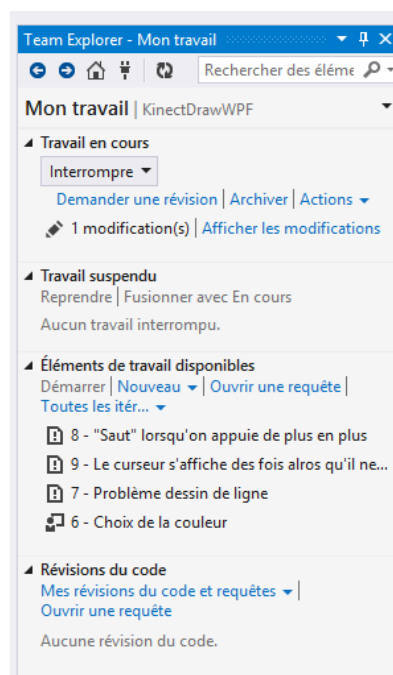 Team Explorer - Mon travail
Rechercher des éléme
Mon travail | KinectDrawWPF
Travail en cours
Interrompre
Demander une révision | Archiver | Actions
1 modification(s) | Afficher les modifications
Travail suspendu
Reprendre | Fusionner avec En cours
Aucun travail interrompu.
Éléments de travail disponibles
Démarrer | Nouveau | Ouvrir une requête |
Toutes les itér...
8 - "Saut" lorsqu'on appuie de plus en plus
9 - Le curseur s'affiche des fois alros qu'il ne...
7 - Problème dessin de ligne
6 - Choix de la couleur
Révisions du code
Mes révisions du code et requêtes |
Ouvrir une requête
Aucune révision du code.